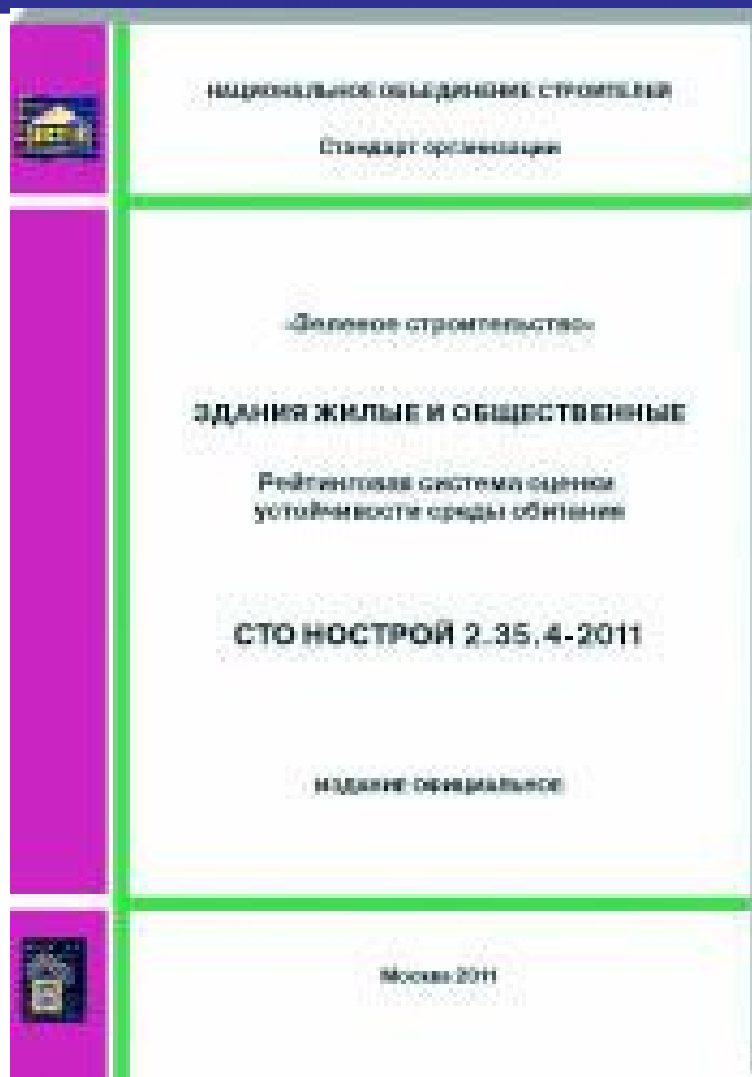 НАЦИОНАЛЬНОЕ ОБЪЕДИНЕНИЕ СТРОИТЕЛЕЙ
Стандарт организации
«Зеленое строительство»
ЗДАНИЯ ЖИЛЫЕ И ОБЩЕСТВЕННЫЕ
Рейтинговая система оценки
устойчивости среды обитания
СТО НОСТРОЙ 2.35.4-2011
ИЗДАНИЕ ОФИЦИАЛЬНОЕ
Москва 2011